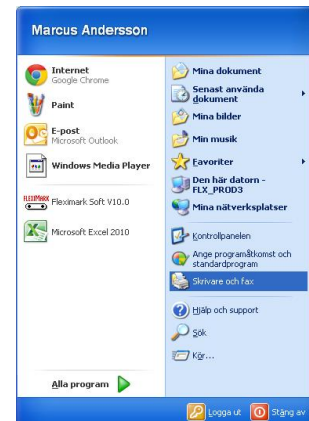 Marcus Andersson
Internet
Google Chrome
Paint
E-post
Microsoft Outlook
Windows Media Player
FLEXIMARK
Fleximark Soft V10.0
Microsoft Excel 2010
Alla program
Mina dokument
Senast använda
dokument
Mina bilder
Min musik
Favoriter
Den här datorn -
FLX_PROD3
Mina nätverksplatser
Kontrollpanelen
Ange programåtkomst och
standardprogram
Skrivare och fax
Hjälp och support
Sök
Kör...
Logga ut
Stäng av